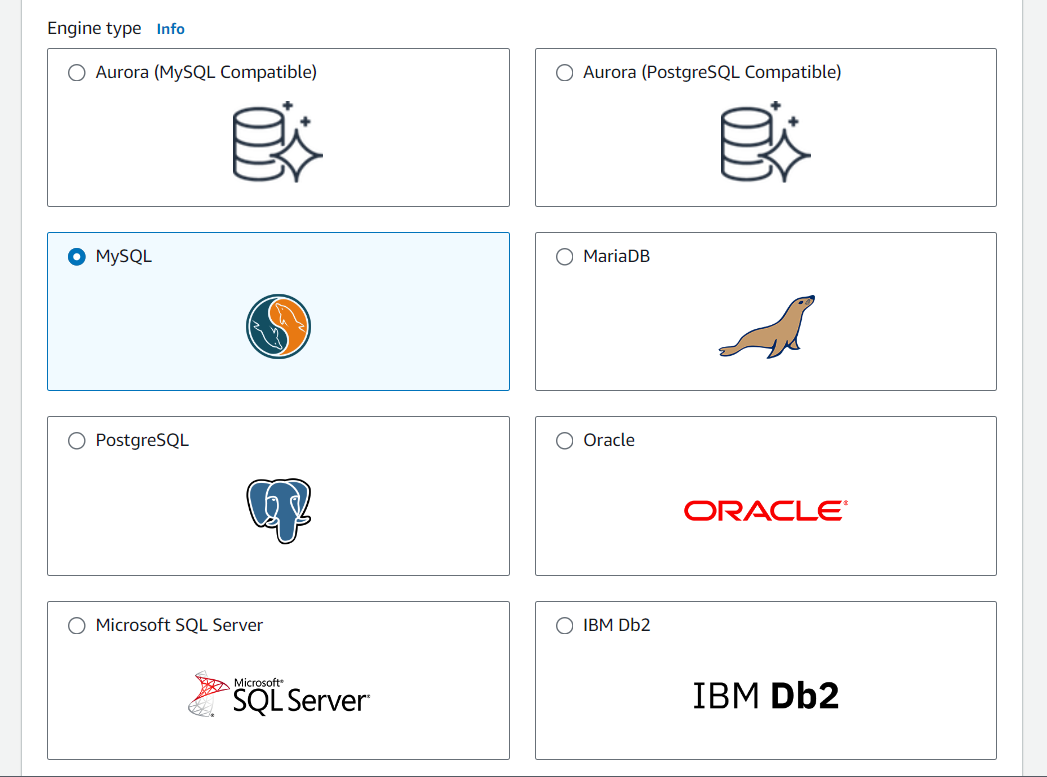 Engine type Info
Aurora (MySQL Compatible)
Aurora (PostgreSQL Compatible)
MySQL
MariaDB
PostgreSQL
Oracle
ORACLE®
Microsoft SQL Server
IBM Db2
Microsoft®
SQL Server®
IBM Db2